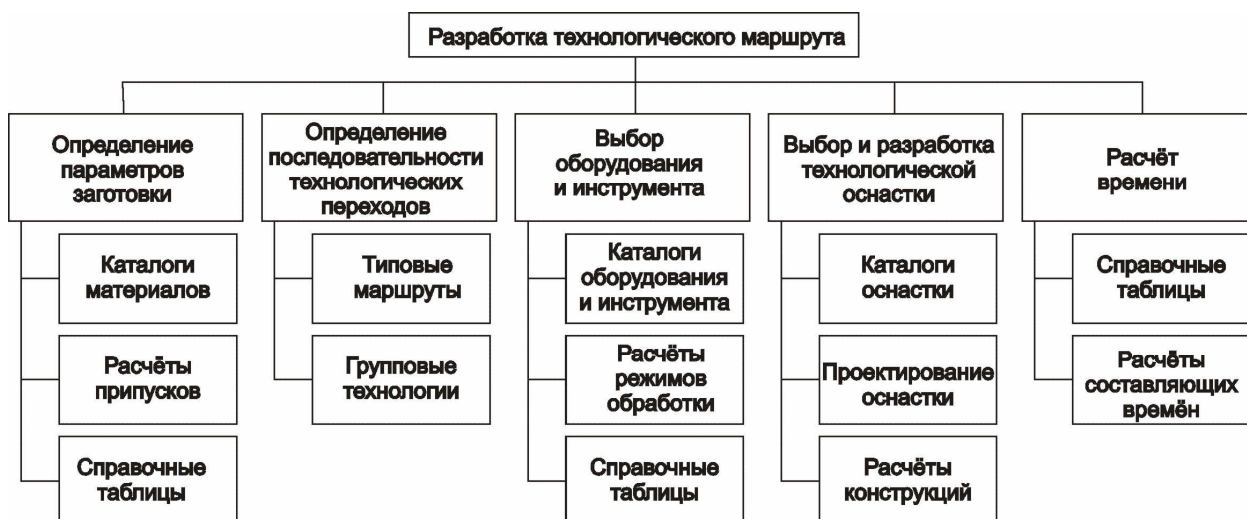 Разработка технологического маршрута
Определение
параметров
заготовки
Определение
последовательности
технологических
переходов
Выбор
оборудования
и инструмента
Выбор и разработка
технологической
оснастки
Расчёт
времени
Каталоги
материалов
Типовые
маршруты
Каталоги
оборудования
и инструмента
Каталоги
оснастки
Справочные
таблицы
Расчёты
припусков
Групповые
технологии
Расчёты
режимов
обработки
Проектирование
оснастки
Расчёты
составляющих
времён
Справочные
таблицы
Справочные
таблицы
Расчёты
конструкций